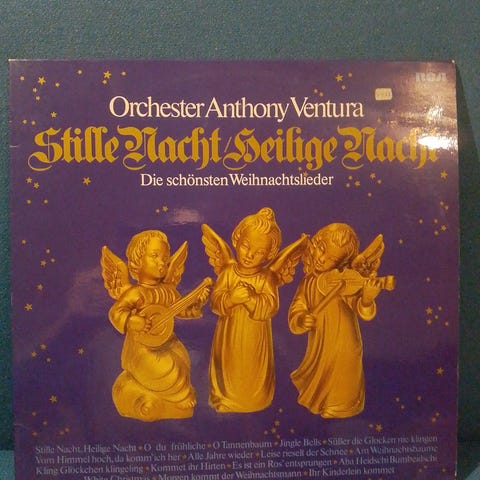 RCA
Orchester Anthony Ventura
Stille Nacht/Heilige Nacht
Die schönsten Weihnachtslieder
Stille Nacht, Heilige Nacht • O du fröhliche • O Tannenbaum • Jingle Bells • Süßer die Glocken nie klingen
Vom Himmel hoch, da komm' ich her • Alle Jahre wieder • Leise rieselt der Schnee • Am Weihnachtsbaume
Kling Glöckchen klingeling • Kommet ihr Hirten • Es ist ein Ros' entsprungen • Aba Heidschi Bumbeidschi
White Christmas • Morgen kommt der Weihnachtsmann • Ihr Kinderlein kommet